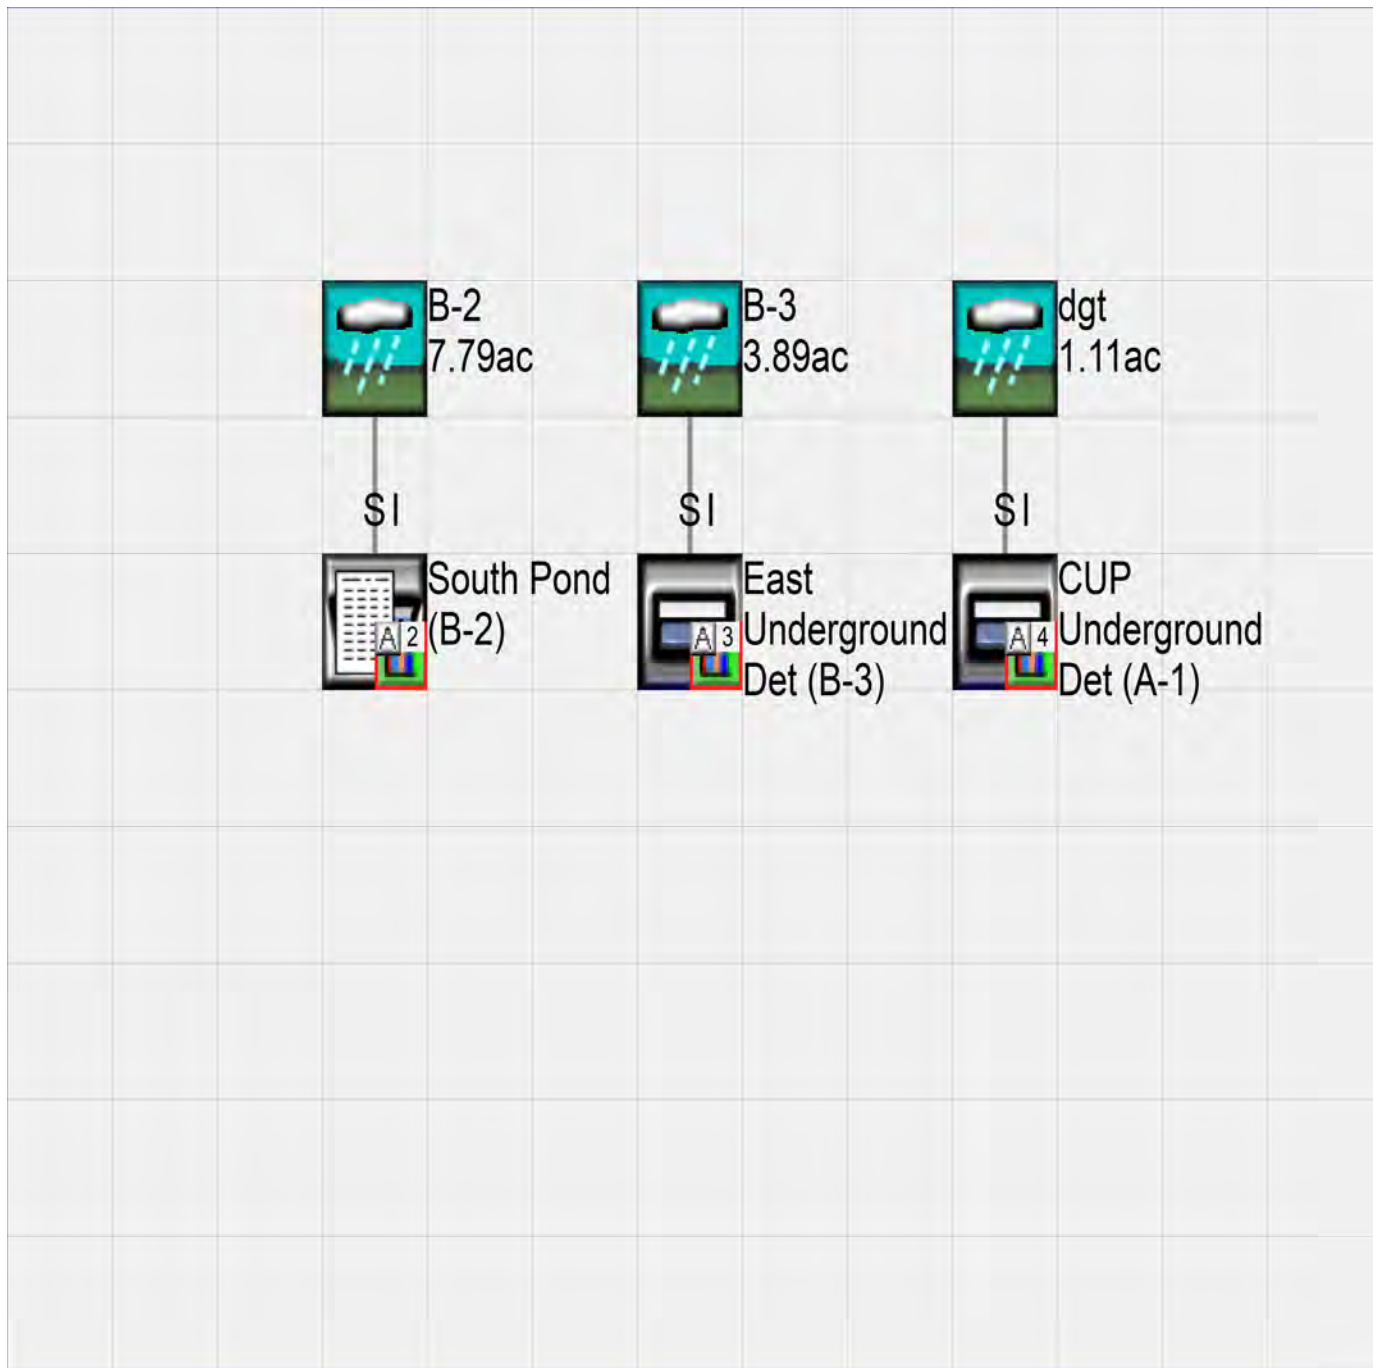 B-2
7.79ac
B-3
3.89ac
dgt
1.11ac
SI
SI
SI
South Pond
(B-2)
A 2
East
Underground
Det (B-3)
A 3
CUP
Underground
Det (A-1)
A 4